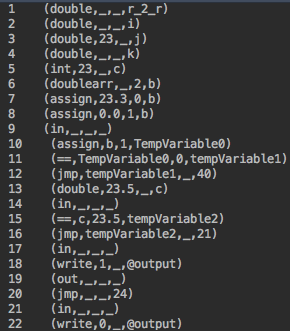 1 (double,_,_,r_2_r)
2 (double,_,_,i)
3 (double,23,_,j)
4 (double,_,_,k)
5 (int,23,_,c)
6 (doublearr,_,2,b)
7 (assign,23.3,0,b)
8 (assign,0.0,1,b)
9 (in,_,_,_)
10 (assign,b,1,TempVariable0)
11 (==,TempVariable0,0,tempVariable1)
12 (jmp,tempVariable1,_,40)
13 (double,23.5,_,c)
14 (in,_,_,_)
15 (==,c,23.5,tempVariable2)
16 (jmp,tempVariable2,_,21)
17 (in,_,_,_)
18 (write,1,_,@output)
19 (out,_,_,_)
20 (jmp,_,_,24)
21 (in,_,_,_)
22 (write,0,_,@output)